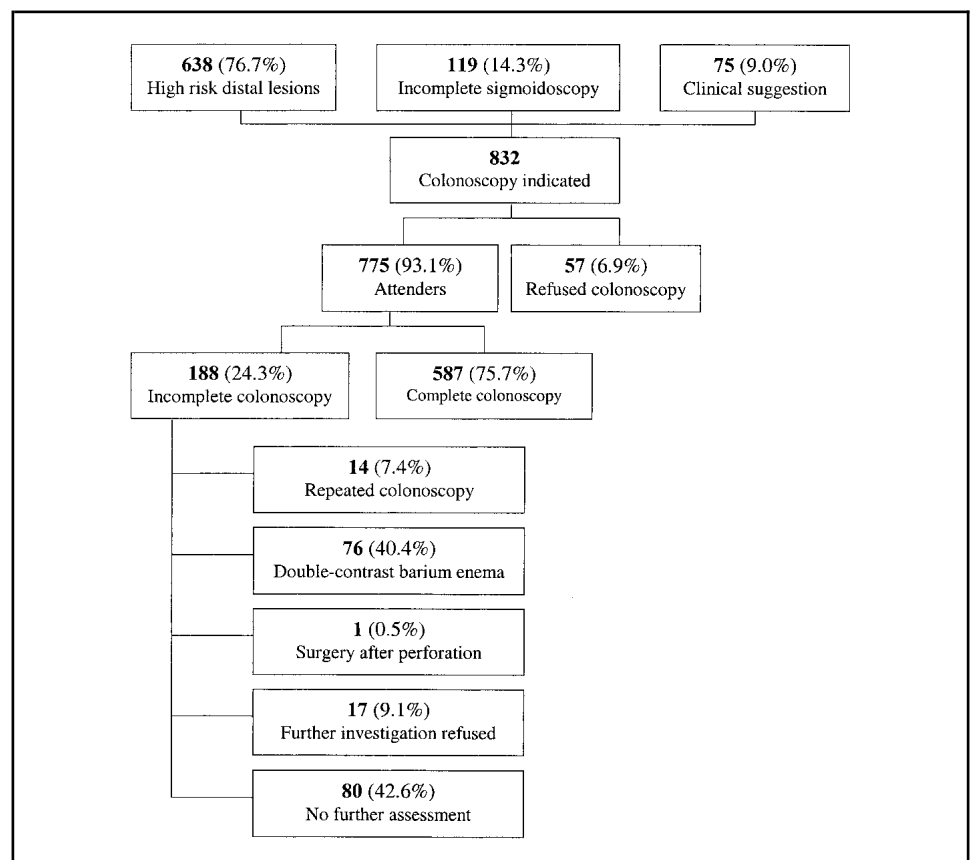 638 (76.7%)
High risk distal lesions
119 (14.3%)
Incomplete sigmoidoscopy
75 (9.0%)
Clinical suggestion
832
Colonoscopy indicated
775 (93.1%)
Attenders
57 (6.9%)
Refused colonoscopy
188 (24.3%)
Incomplete colonoscopy
587 (75.7%)
Complete colonoscopy
14 (7.4%)
Repeated colonoscopy
76 (40.4%)
Double-contrast barium enema
1 (0.5%)
Surgery after perforation
17 (9.1%)
Further investigation refused
80 (42.6%)
No further assessment